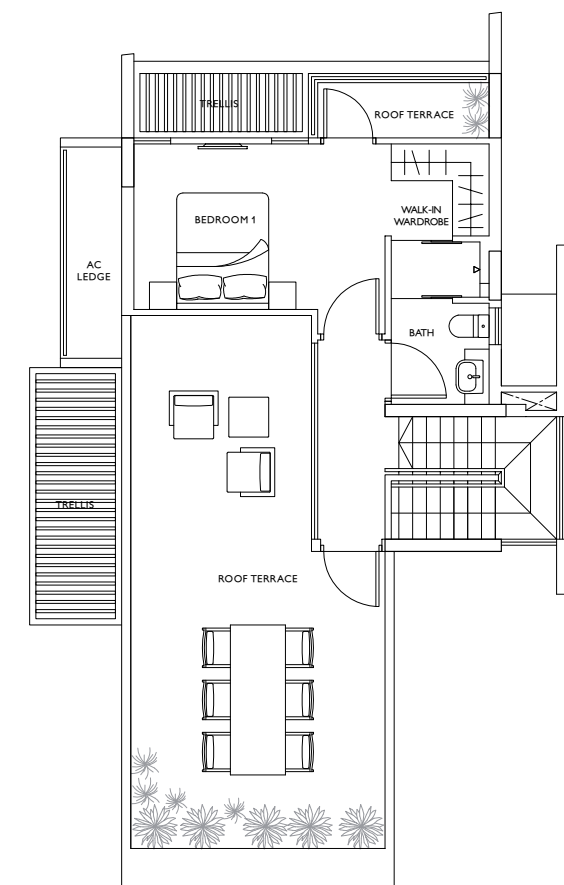 TRELLIS
ROOF TERRACE
BEDROOM 1
WALK-IN
WARDROBE
AC
LEDGE
BATH
TRELLIS
ROOF TERRACE